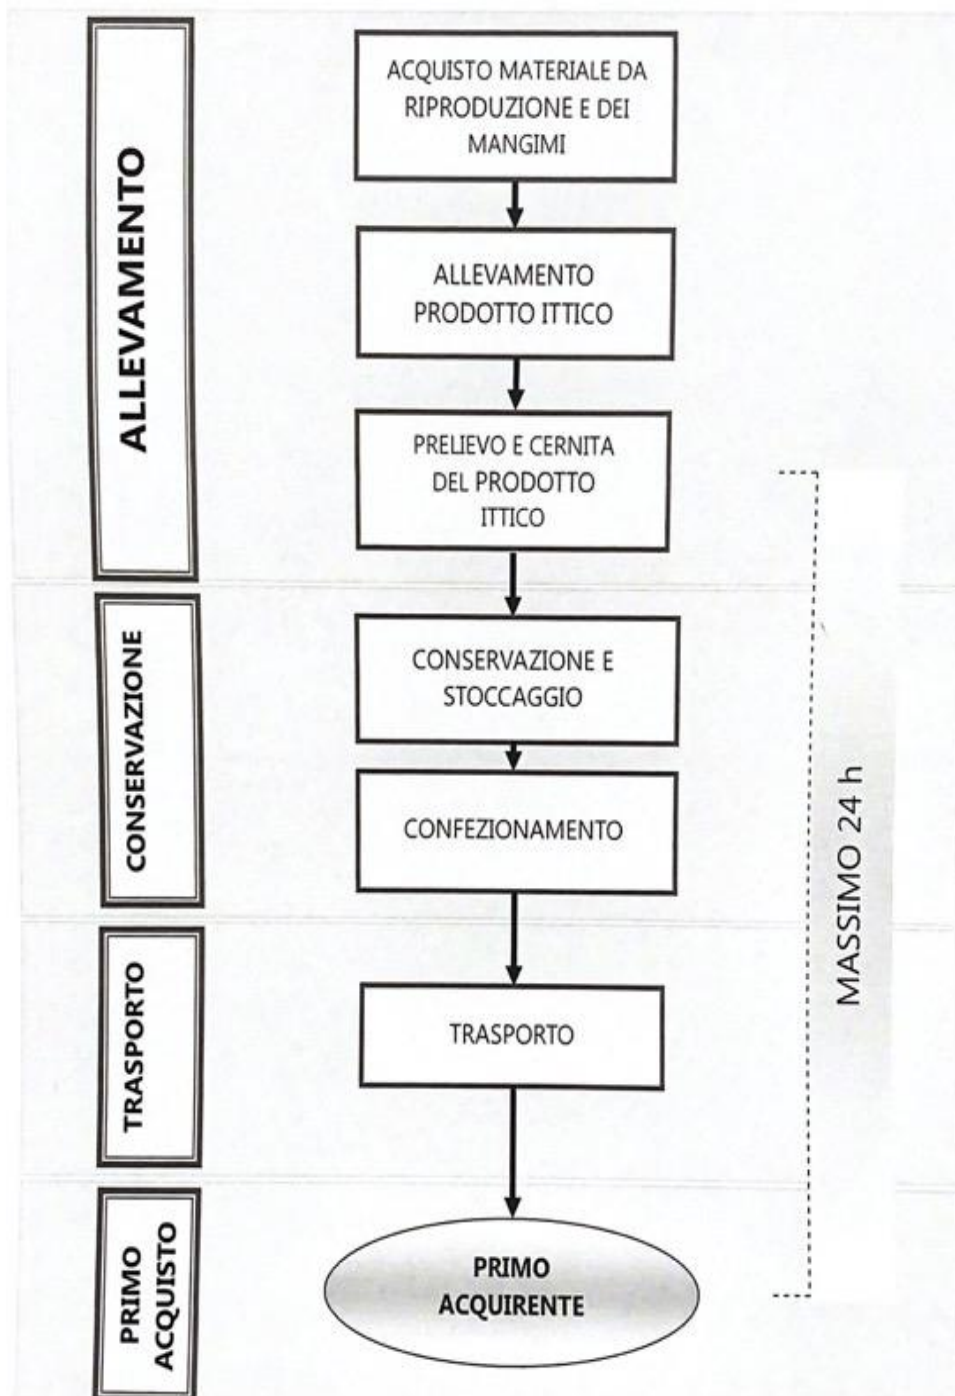 ALLEVAMENTO
ACQUISTO MATERIALE DA
RIPRODUZIONE E DEI
MANGIMI
ALLEVAMENTO
PRODOTTO ITTICO
PRELIEVO E CERNITA
DEL PRODOTTO
ITTICO
CONSERVAZIONE
CONSERVAZIONE E
STOCCAGGIO
CONFEZIONAMENTO
MASSIMO 24 h
TRASPORTO
TRASPORTO
PRIMO
ACQUISTO
PRIMO
ACQUIRENTE